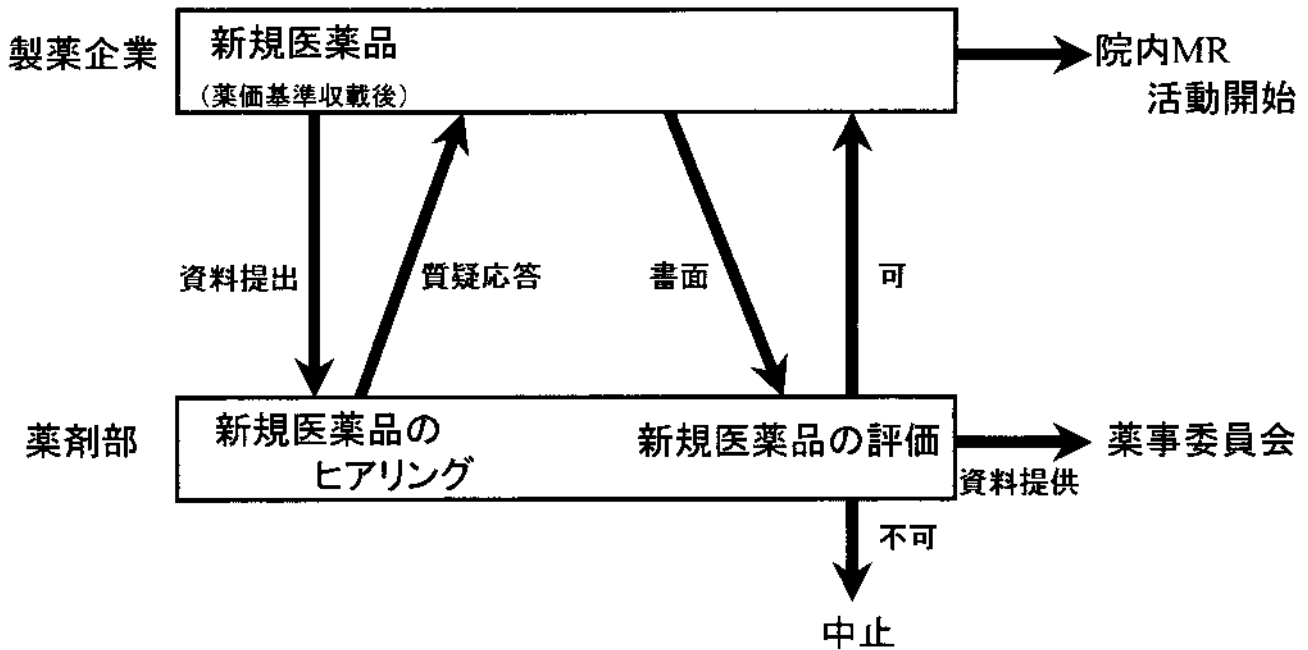 製薬企業
新規医薬品
（薬価基準収載後）
院内MR
活動開始
資料提出
質疑応答
書面
可
薬剤部
新規医薬品の
ヒアリング
新規医薬品の評価
資料提供
薬事委員会
不可
中止